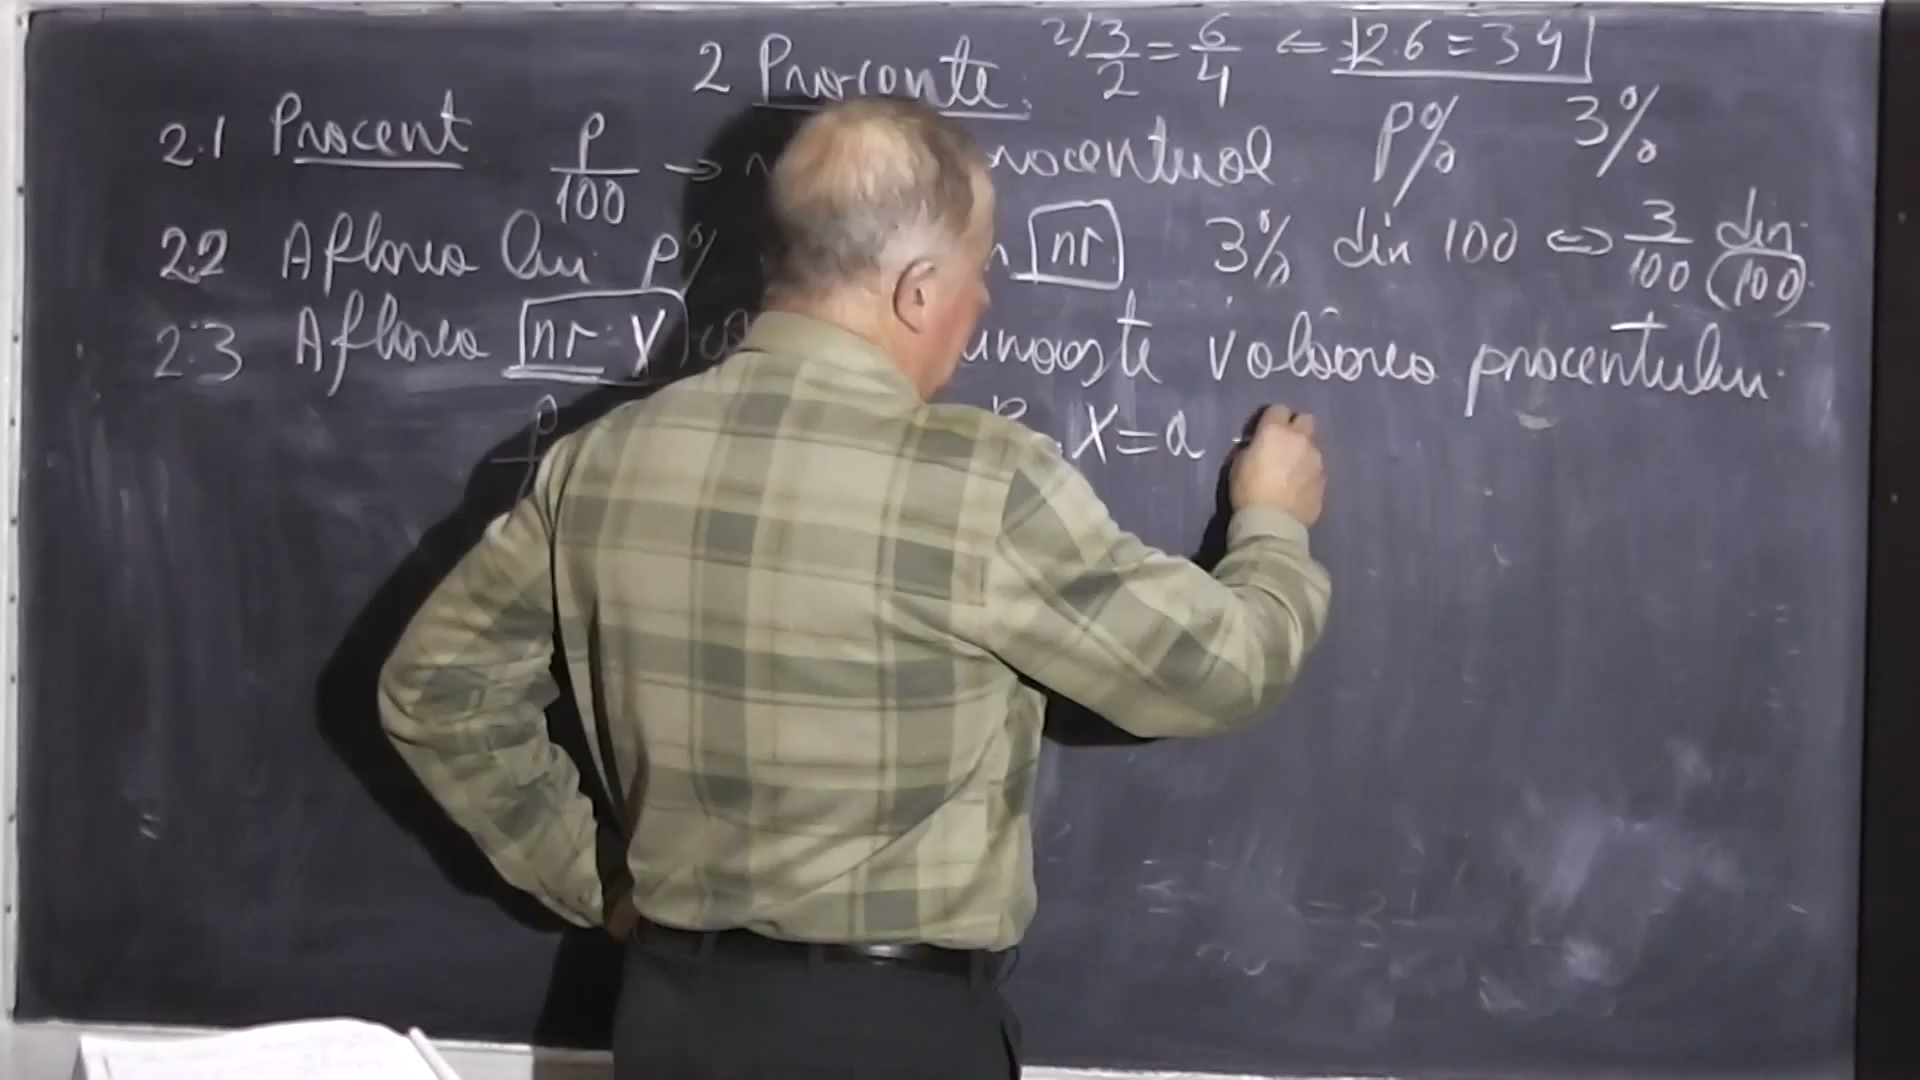 2 Procente. 2/ 3/2 = 6/4 ⇐ 2·6 = 3·4
2.1 Procent P/100 → procentual P% 3%
2.2 Aflarea lui P% nr 3% din 100 ⇔ 3/100 din 100
2.3 Aflarea nr. X valoarea procentului.
P · X = a